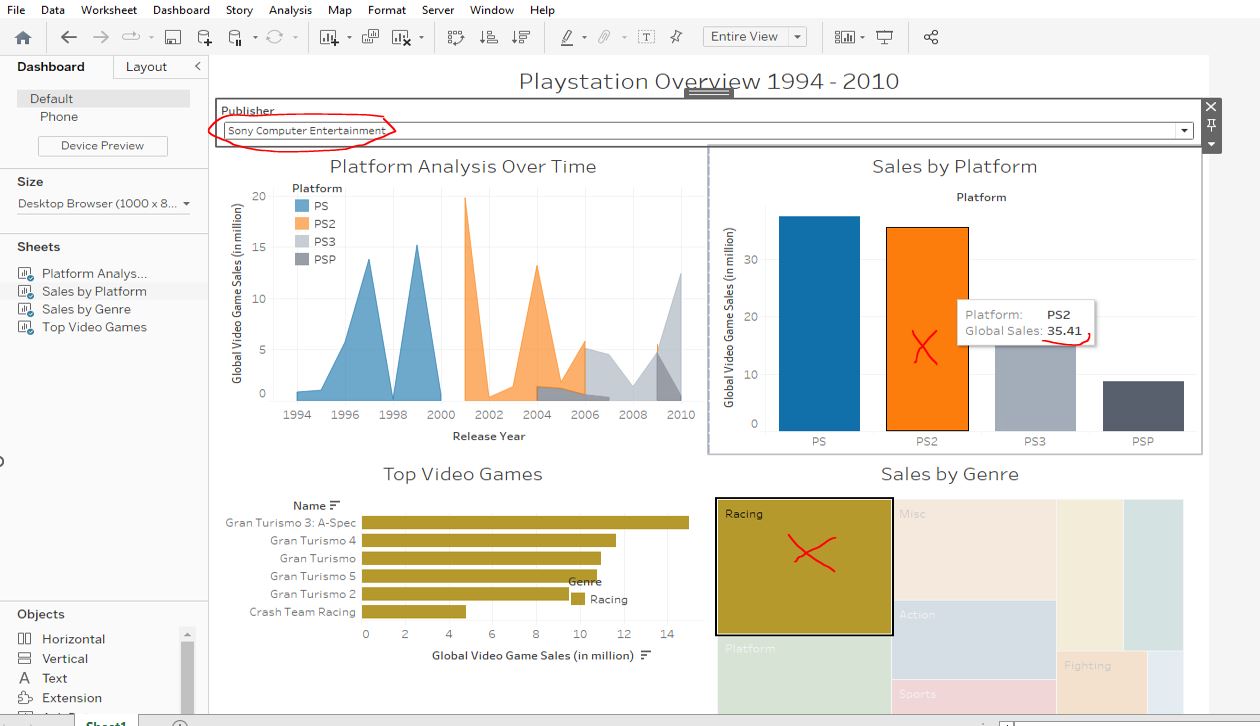 File Data Worksheet Dashboard Story Analysis Map Format Server Window Help
Entire View
Dashboard Layout
Default
Phone
Device Preview
Size
Desktop Browser (1000 x 8...
Sheets
Platform Analys...
Sales by Platform
Sales by Genre
Top Video Games
Objects
Horizontal
Vertical
A Text
Extension
Sheet1
Playstation Overview 1994 - 2010
Publisher
Sony Computer Entertainment
Platform Analysis Over Time
Platform
PS
PS2
PS3
PSP
Global Video Game Sales (in million)
20
15
10
5
0
1994 1996 1998 2000 2002 2004 2006 2008 2010
Release Year
Sales by Platform
Platform
Global Video Game Sales (in million)
30
20
10
0
Platform: PS2
Global Sales: 35.41
PS PS2 PS3 PSP
Top Video Games
Name
Gran Turismo 3: A-Spec
Gran Turismo 4
Gran Turismo
Gran Turismo 5
Gran Turismo 2
Crash Team Racing
Genre
Racing
0 2 4 6 8 10 12 14
Global Video Game Sales (in million)
Sales by Genre
Racing
Misc
Action
Platform
Fighting
Sports